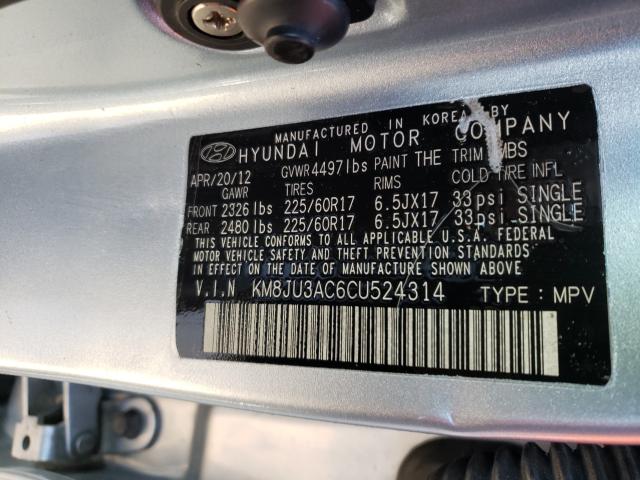 MANUFACTURED IN KOREA BY
HYUNDAI MOTOR COMPANY
APR/20/12 GVWR 4497lbs PAINT THE TRIM MBS
GAWR TIRES RIMS COLD TIRE INFL
FRONT 2326 lbs 225/60R17 6.5JX17 33psi SINGLE
REAR 2480 lbs 225/60R17 6.5JX17 33psi SINGLE
THIS VEHICLE CONFORMS TO ALL APPLICABLE U.S.A. FEDERAL
MOTOR VEHICLE SAFETY AND THEFT PREVENTION STANDARDS
IN EFFECT ON THE DATE OF MANUFACTURE SHOWN ABOVE.
V.I.N KM8JU3AC6CU524314 TYPE : MPV